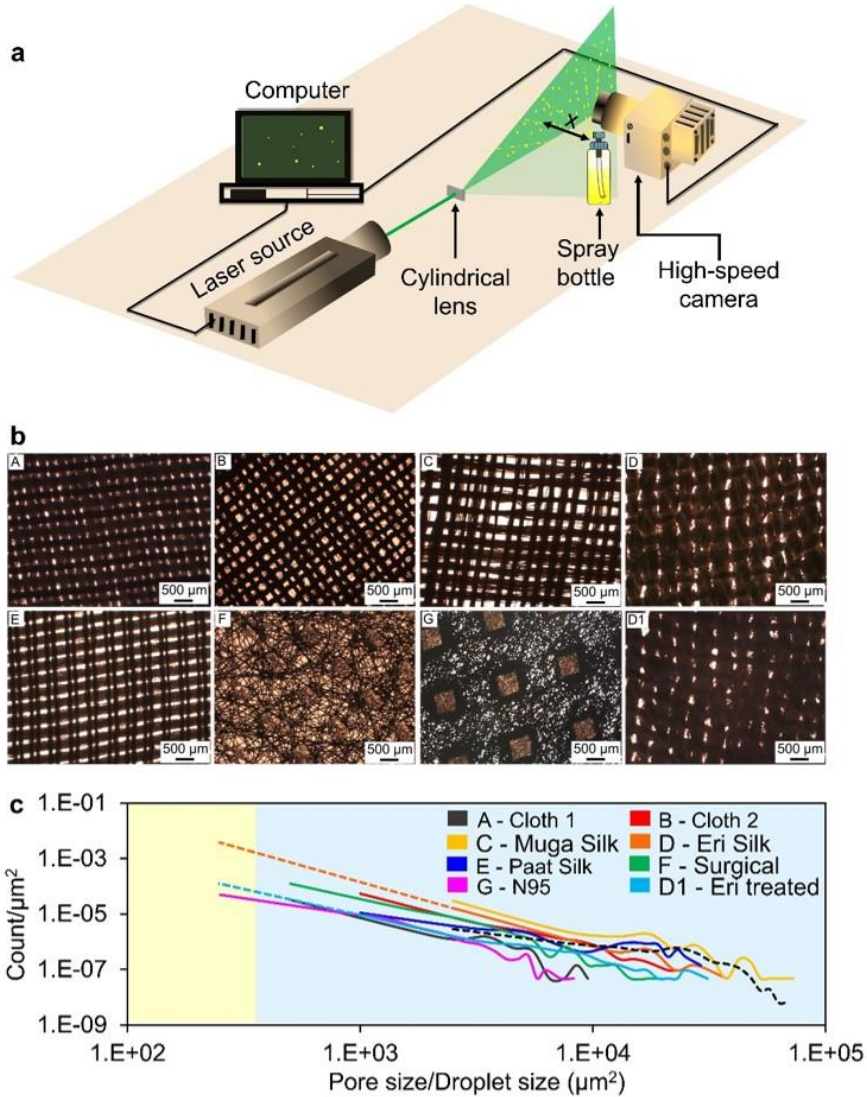 a
Computer
Laser source
Cylindrical
lens
Spray
bottle
High-speed
camera
X
b
A
B
C
D
500 µm
500 µm
500 µm
500 µm
E
F
G
D1
500 µm
500 µm
500 µm
500 µm
c
1.E-01
1.E-03
1.E-05
1.E-07
1.E-09
Count/µm²
A - Cloth 1
B - Cloth 2
C - Muga Silk
D - Eri Silk
E - Paat Silk
F - Surgical
G - N95
D1 - Eri treated
1.E+02
1.E+03
1.E+04
1.E+05
Pore size/Droplet size (µm²)